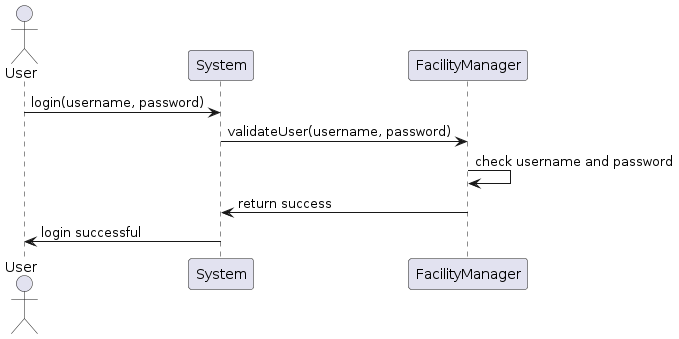 User
System
FacilityManager
login(username, password)
validateUser(username, password)
check username and password
return success
login successful
User
System
FacilityManager